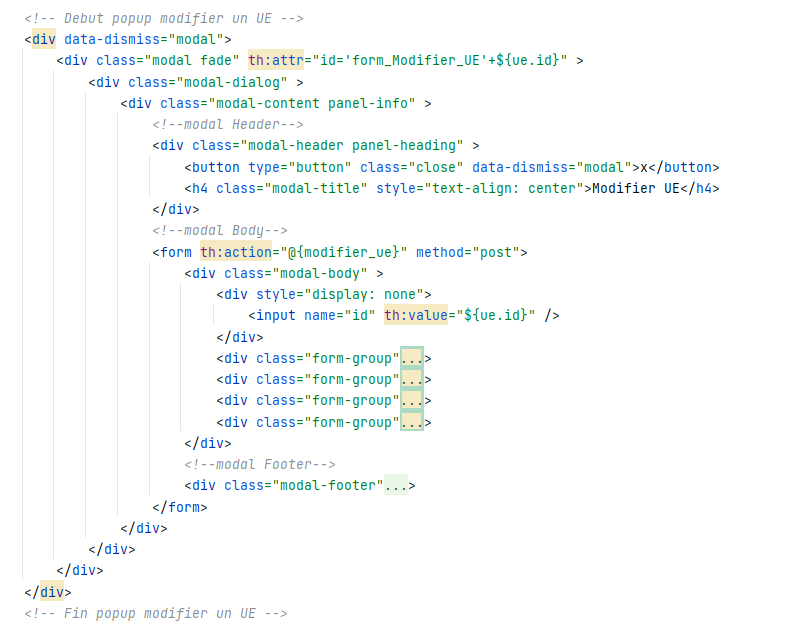 <!-- Debut popup modifier un UE -->
<div data-dismiss="modal">
<div class="modal fade" th:attr="id='form_Modifier_UE'+${ue.id}" >
<div class="modal-dialog" >
<div class="modal-content panel-info" >
<!--modal Header-->
<div class="modal-header panel-heading" >
<button type="button" class="close" data-dismiss="modal">x</button>
<h4 class="modal-title" style="text-align: center">Modifier UE</h4>
</div>
<!--modal Body-->
<form th:action="@{modifier_ue}" method="post">
<div class="modal-body" >
<div style="display: none">
<input name="id" th:value="${ue.id}" />
</div>
<div class="form-group"...>
<div class="form-group"...>
<div class="form-group"...>
<div class="form-group"...>
</div>
<!--modal Footer-->
<div class="modal-footer"...>
</form>
</div>
</div>
</div>
</div>
<!-- Fin popup modifier un UE -->